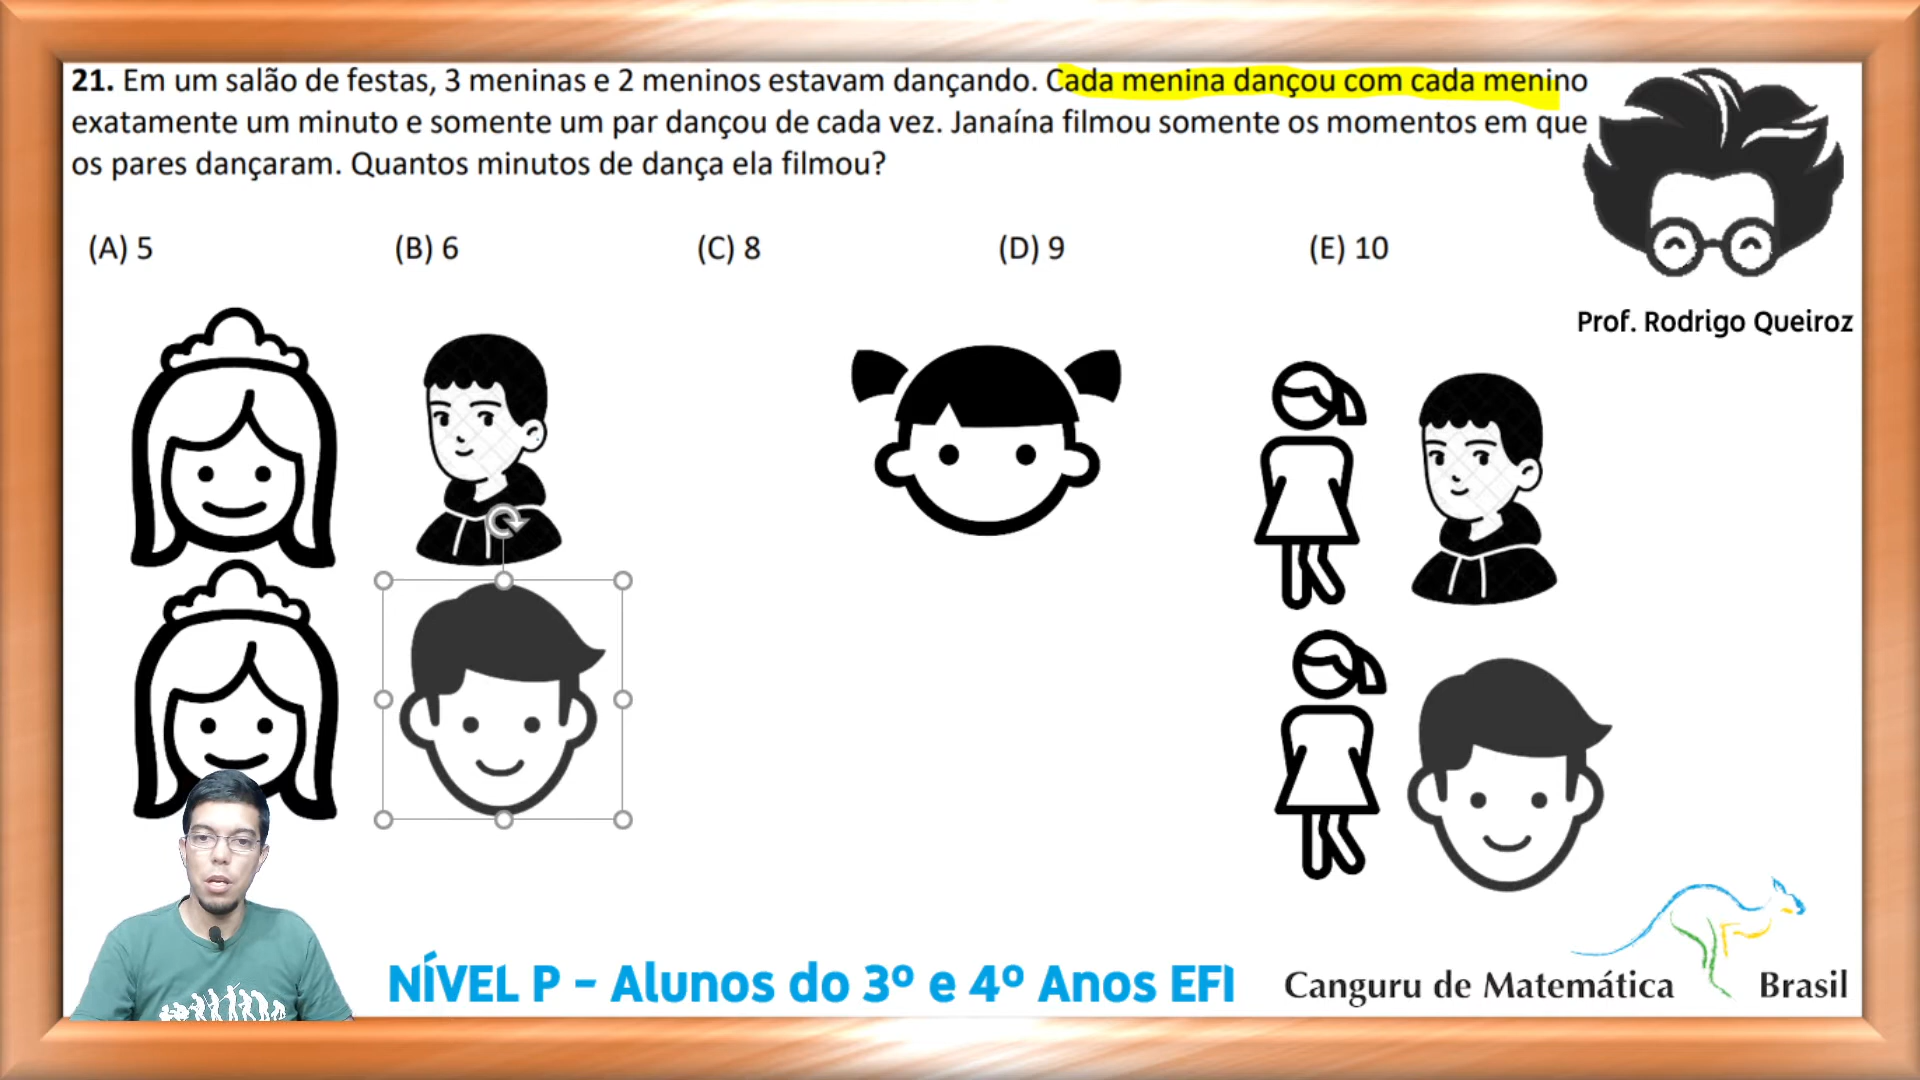 21. Em um salão de festas, 3 meninas e 2 meninos estavam dançando. Cada menina dançou com cada menino
exatamente um minuto e somente um par dançou de cada vez. Janaína filmou somente os momentos em que
os pares dançaram. Quantos minutos de dança ela filmou?
(A) 5 (B) 6 (C) 8 (D) 9 (E) 10
Prof. Rodrigo Queiroz
NÍVEL P - Alunos do 3º e 4º Anos EFI
Canguru de Matemática Brasil